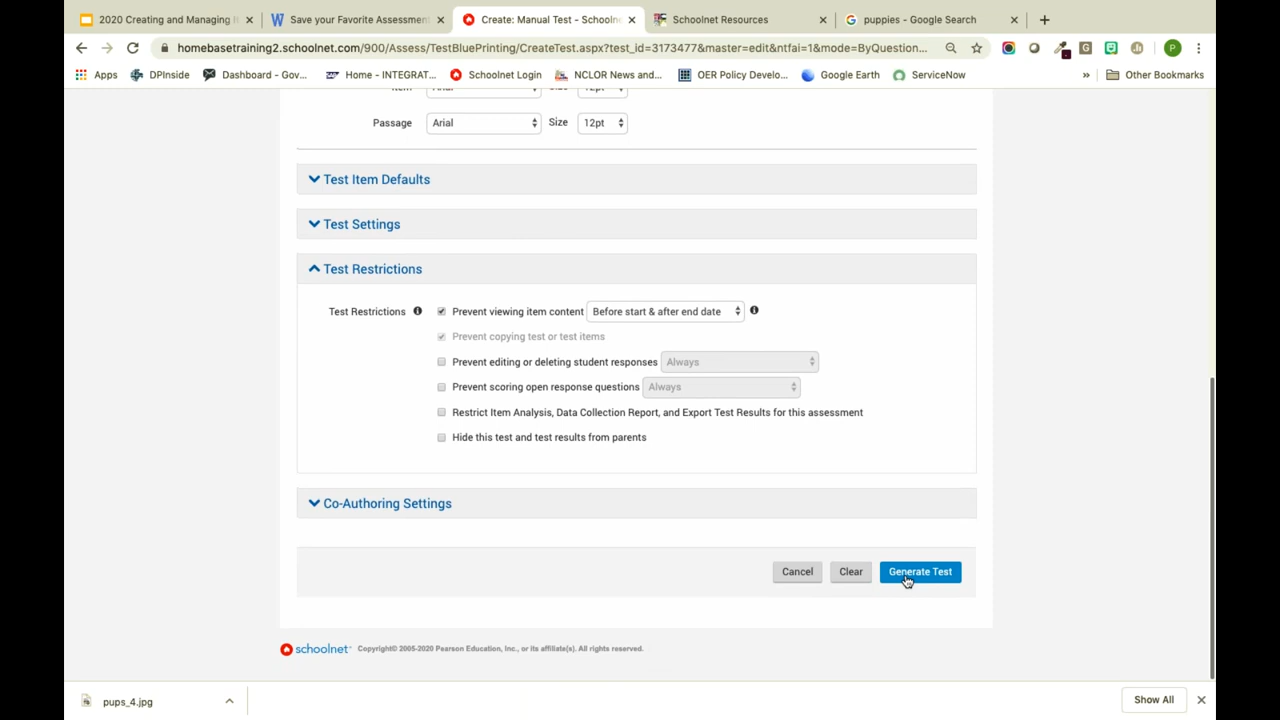 2020 Creating and Managing
Save your Favorite Assessment
Create: Manual Test - Schooln
Schoolnet Resources
puppies - Google Search
homebasetraining2.schoolnet.com/900/Assess/TestBluePrinting/CreateTest.aspx?test_id=3173477&master=edit&ntfai=1&mode=ByQuestion...
Apps DPInside Dashboard - Gov... Home - INTEGRAT... Schoolnet Login NCLOR News and... OER Policy Develo... Google Earth ServiceNow » Other Bookmarks
Passage Arial Size 12pt
Test Item Defaults
Test Settings
Test Restrictions
Test Restrictions Prevent viewing item content Before start & after end date
Prevent copying test or test items
Prevent editing or deleting student responses Always
Prevent scoring open response questions Always
Restrict Item Analysis, Data Collection Report, and Export Test Results for this assessment
Hide this test and test results from parents
Co-Authoring Settings
Cancel Clear Generate Test
schoolnet Copyright© 2005-2020 Pearson Education, Inc., or its affiliate(s). All rights reserved.
pups_4.jpg Show All